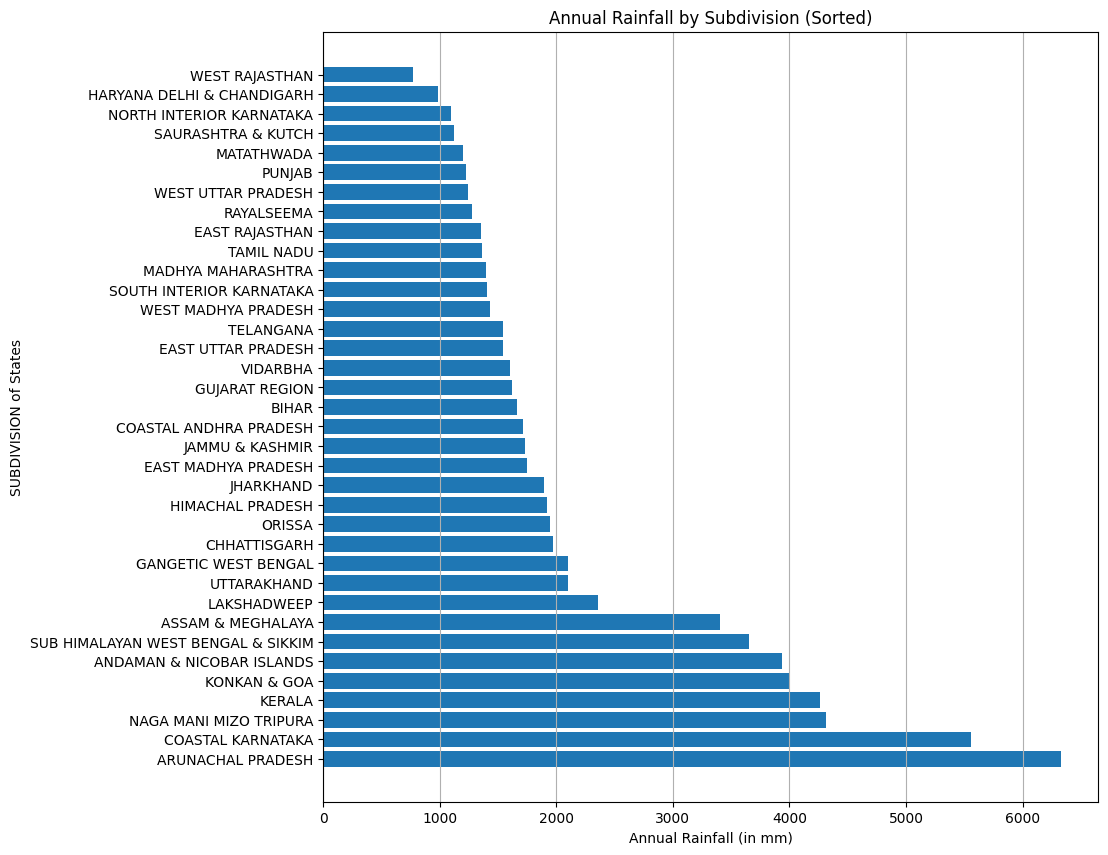 Annual Rainfall by Subdivision (Sorted)
SUBDIVISION of States
WEST RAJASTHAN
HARYANA DELHI & CHANDIGARH
NORTH INTERIOR KARNATAKA
SAURASHTRA & KUTCH
MATATHWADA
PUNJAB
WEST UTTAR PRADESH
RAYALSEEMA
EAST RAJASTHAN
TAMIL NADU
MADHYA MAHARASHTRA
SOUTH INTERIOR KARNATAKA
WEST MADHYA PRADESH
TELANGANA
EAST UTTAR PRADESH
VIDARBHA
GUJARAT REGION
BIHAR
COASTAL ANDHRA PRADESH
JAMMU & KASHMIR
EAST MADHYA PRADESH
JHARKHAND
HIMACHAL PRADESH
ORISSA
CHHATTISGARH
GANGETIC WEST BENGAL
UTTARAKHAND
LAKSHADWEEP
ASSAM & MEGHALAYA
SUB HIMALAYAN WEST BENGAL & SIKKIM
ANDAMAN & NICOBAR ISLANDS
KONKAN & GOA
KERALA
NAGA MANI MIZO TRIPURA
COASTAL KARNATAKA
ARUNACHAL PRADESH
0 1000 2000 3000 4000 5000 6000
Annual Rainfall (in mm)